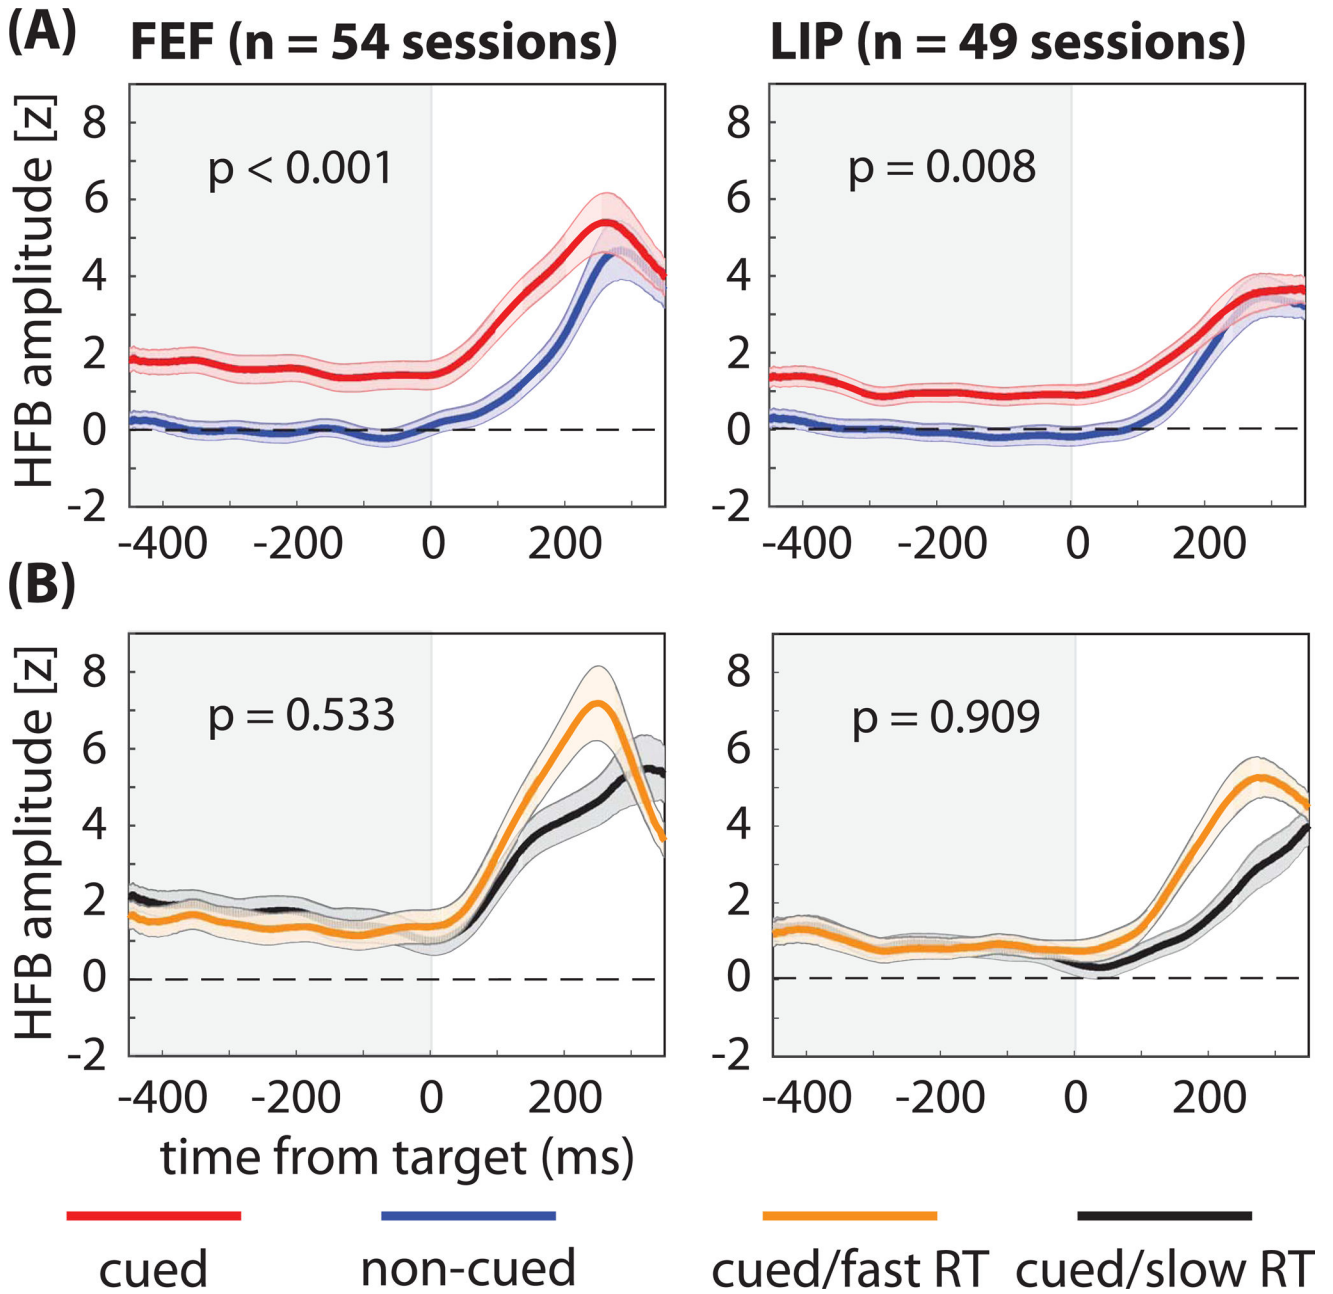 (A) FEF (n = 54 sessions) LIP (n = 49 sessions)
HFB amplitude [z]
8
6
4
2
0
-2
p < 0.001
-400 -200 0 200
8
6
4
2
0
-2
p = 0.008
-400 -200 0 200
(B)
HFB amplitude [z]
8
6
4
2
0
-2
p = 0.533
-400 -200 0 200
time from target (ms)
8
6
4
2
0
-2
p = 0.909
-400 -200 0 200
cued non-cued cued/fast RT cued/slow RT